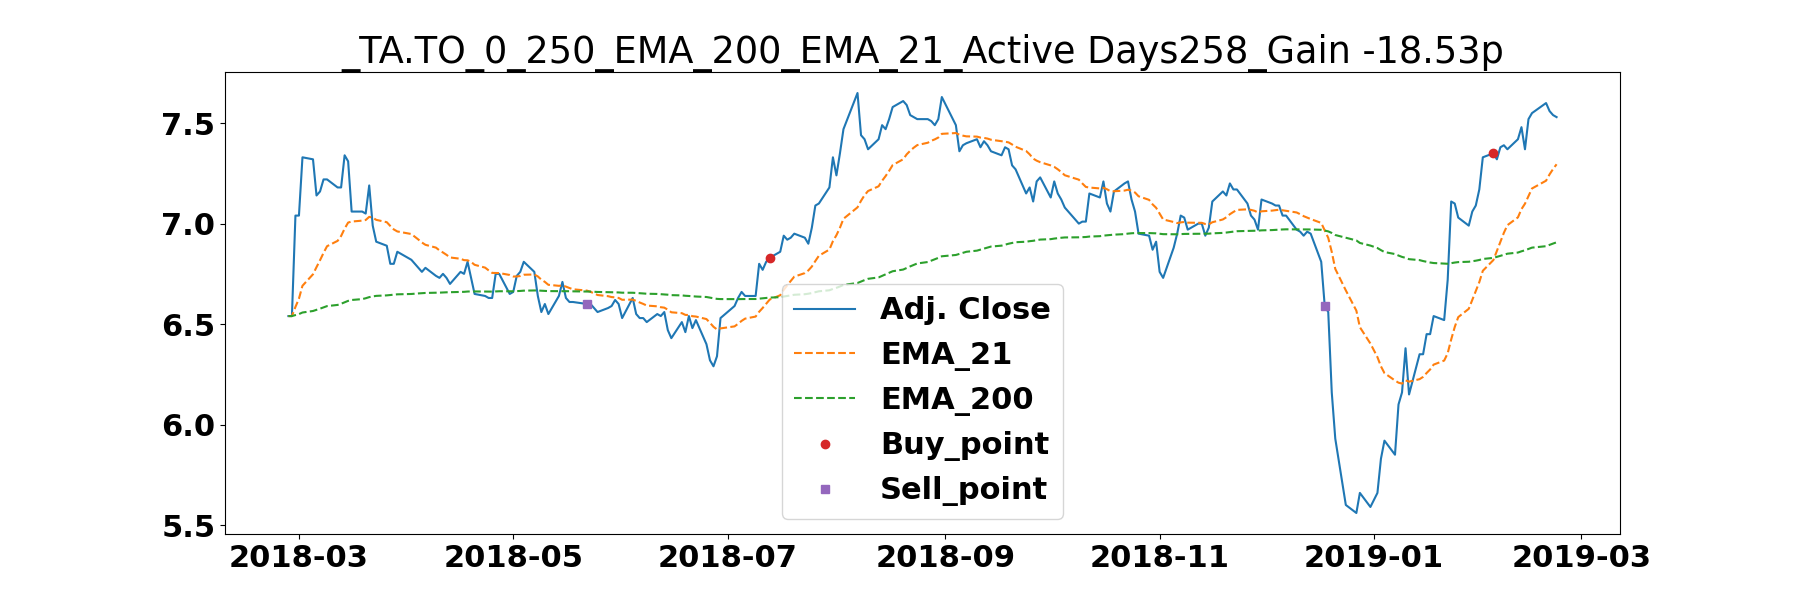 _TA.TO_0_250_EMA_200_EMA_21_Active Days258_Gain -18.53p
7.5
7.0
6.5
6.0
5.5
Adj. Close
EMA_21
EMA_200
Buy_point
Sell_point
2018-03 2018-05 2018-07 2018-09 2018-11 2019-01 2019-03